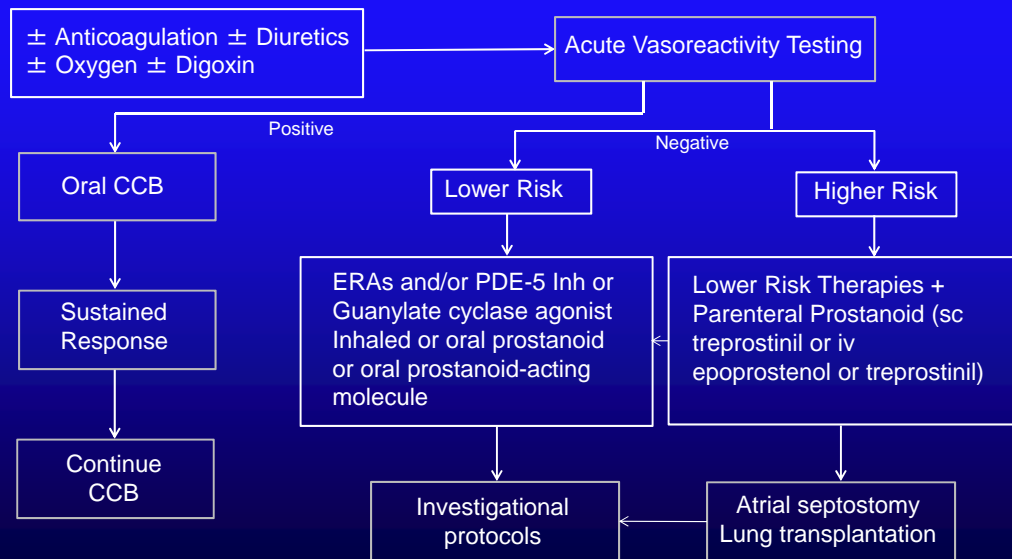 ± Anticoagulation ± Diuretics
± Oxygen ± Digoxin
Acute Vasoreactivity Testing
Positive
Negative
Oral CCB
Lower Risk
Higher Risk
Sustained
Response
ERAs and/or PDE-5 Inh or
Guanylate cyclase agonist
Inhaled or oral prostanoid
or oral prostanoid-acting
molecule
Lower Risk Therapies +
Parenteral Prostanoid (sc
treprostinil or iv
epoprostenol or treprostinil)
Continue
CCB
Investigational
protocols
Atrial septostomy
Lung transplantation